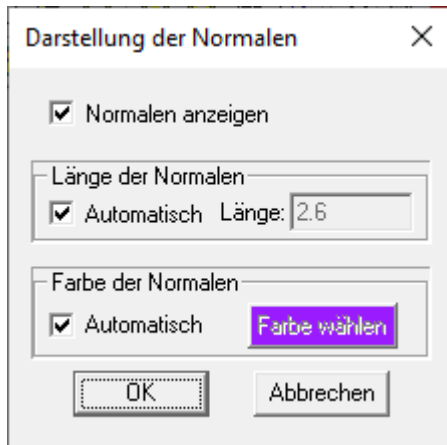 Darstellung der Normalen
Normalen anzeigen
Länge der Normalen
Automatisch Länge: 2.6
Farbe der Normalen
Automatisch Farbe wählen
OK Abbrechen